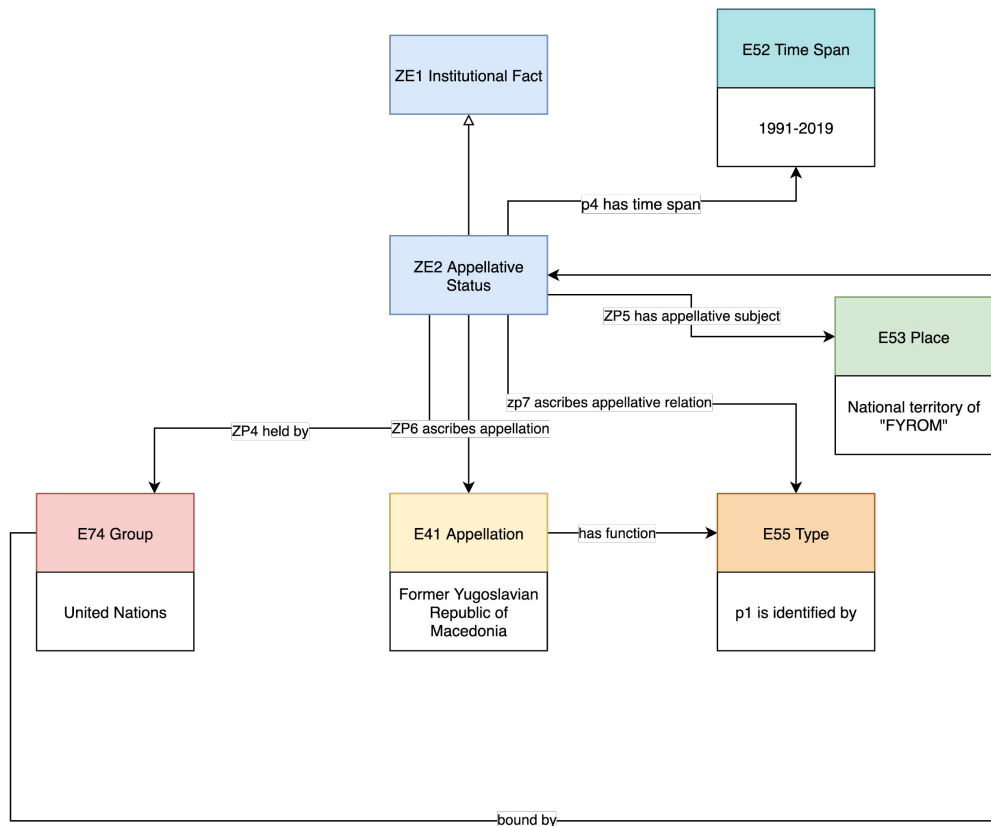 E52 Time Span
ZE1 Institutional Fact
1991-2019
p4 has time span
ZE2 Appellative
Status
ZP5 has appellative subject
E53 Place
National territory of
"FYROM"
zp7 ascribes appellative relation
ZP4 held by
ZP6 ascribes appellation
E74 Group
E41 Appellation
has function
E55 Type
United Nations
Former Yugoslavian
Republic of
Macedonia
p1 is identified by
bound by